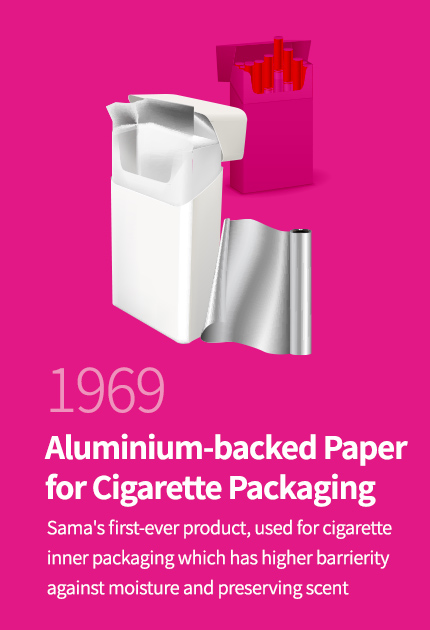 1969
Aluminium-backed Paper
for Cigarette Packaging
Sama's first-ever product, used for cigarette
inner packaging which has higher barrierity
against moisture and preserving scent